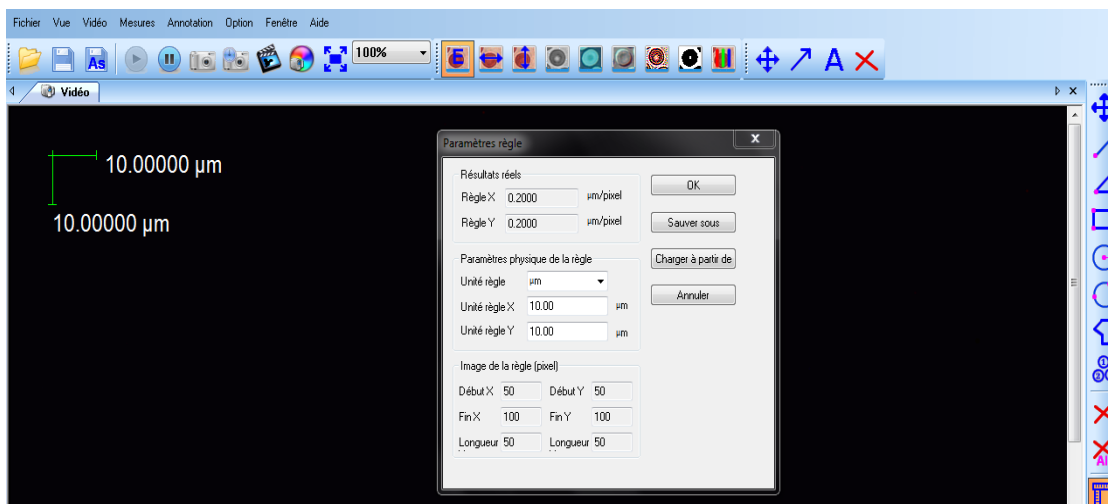 Fichier Vue Vidéo Mesures Annotation Option Fenêtre Aide
As 100% E A
Vidéo
10.00000 µm
10.00000 µm
Paramètres règle
Résultats réels
Règle X 0.2000 µm/pixel
Règle Y 0.2000 µm/pixel
OK
Sauver sous
Charger à partir de
Annuler
Paramètres physique de la règle
Unité règle µm
Unité règle X 10.00 µm
Unité règle Y 10.00 µm
Image de la règle (pixel)
Début X 50 Début Y 50
Fin X 100 Fin Y 100
Longueur 50 Longueur 50